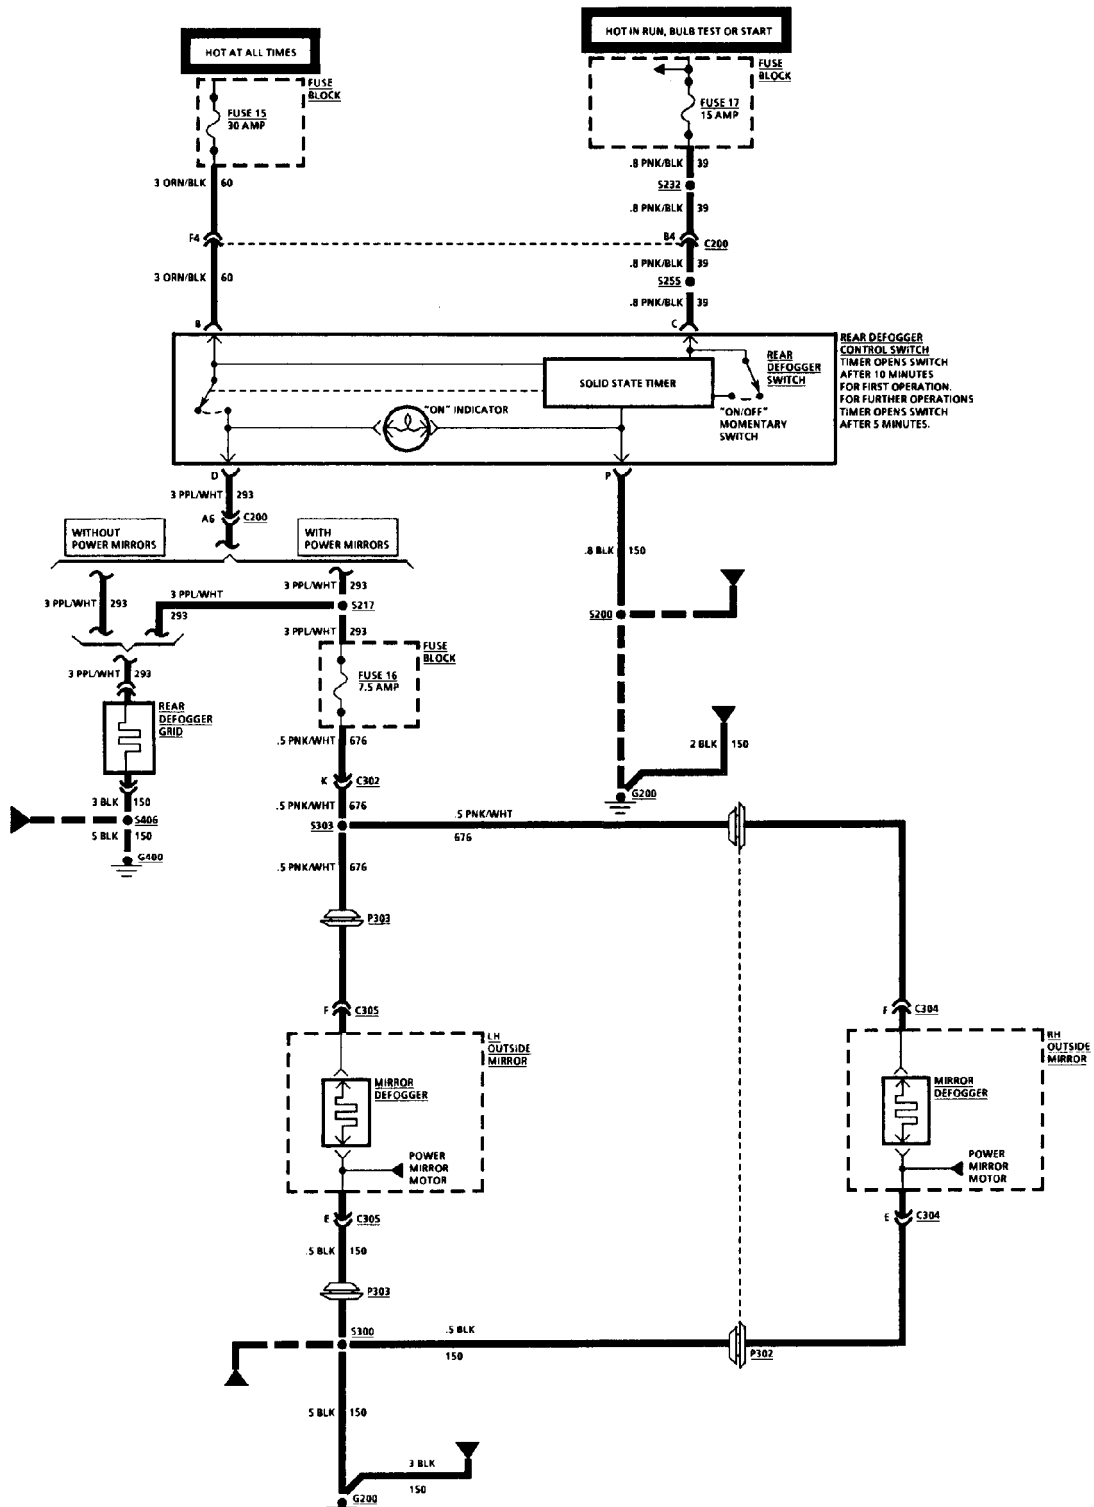 HOT AT ALL TIMES
HOT IN RUN, BULB TEST OR START
FUSE
BLOCK
FUSE 15
30 AMP
FUSE
BLOCK
FUSE 17
15 AMP
3 ORN/BLK 60
.8 PNK/BLK 39
S232
.8 PNK/BLK 39
F4
B4 C200
3 ORN/BLK 60
.8 PNK/BLK 39
S255
.8 PNK/BLK 39
B
C
REAR DEFOGGER
CONTROL SWITCH
TIMER OPENS SWITCH
AFTER 10 MINUTES
FOR FIRST OPERATION.
FOR FURTHER OPERATIONS
TIMER OPENS SWITCH
AFTER 5 MINUTES.
REAR
DEFOGGER
SWITCH
SOLID STATE TIMER
"ON" INDICATOR
"ON/OFF"
MOMENTARY
SWITCH
D
P
3 PPL/WHT 293
A6 C200
WITHOUT
POWER MIRRORS
WITH
POWER MIRRORS
.8 BLK 150
3 PPL/WHT 293
3 PPL/WHT 293
3 PPL/WHT
293
S217
S200
3 PPL/WHT 293
FUSE
BLOCK
FUSE 16
7.5 AMP
3 PPL/WHT 293
REAR
DEFOGGER
GRID
.5 PNK/WHT 676
2 BLK 150
K C302
G200
3 BLK 150
.5 PNK/WHT 676
S406
S303
.5 PNK/WHT
676
5 BLK 150
G400
.5 PNK/WHT 676
P303
F C305
F C304
LH
OUTSIDE
MIRROR
RH
OUTSIDE
MIRROR
MIRROR
DEFOGGER
MIRROR
DEFOGGER
POWER
MIRROR
MOTOR
POWER
MIRROR
MOTOR
E C305
E C304
.5 BLK 150
P303
S300
.5 BLK
150
P302
5 BLK 150
3 BLK
150
G200